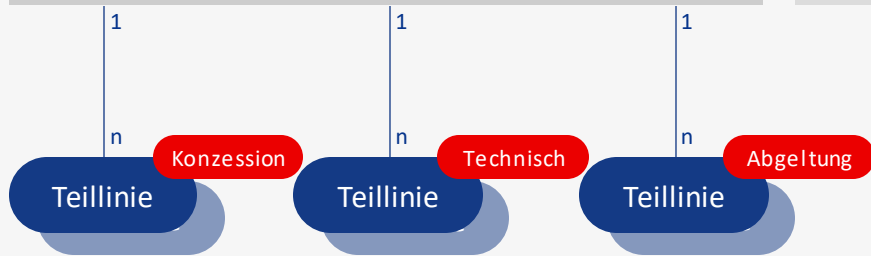 1
1
1
n
n
n
Konzession
Technisch
Abgeltung
Teillinie
Teillinie
Teillinie